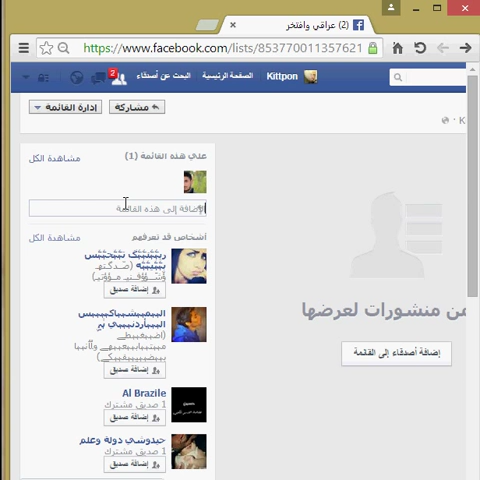 (2) عراقي وافتخر
https://www.facebook.com/lists/853770011357621
Kittpon
الصفحة الرئيسية
البحث عن أصدقاء
2
مشاركة
إدارة القائمة
على هذه القائمة (1)
مشاهدة الكل
الإضافة إلى هذه القائمة
أشخاص قد تعرفهم
مشاهدة الكل
إضافة صديق
إضافة صديق
Al Brazile
1 صديق مشترك
إضافة صديق
جيدوشي دولة وعلم
1 صديق مشترك
إضافة صديق
من منشورات لعرضها
إضافة أصدقاء إلى القائمة